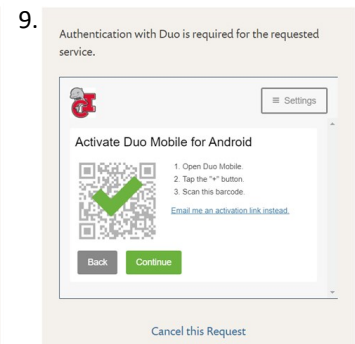 9.
Authentication with Duo is required for the requested
service.
≡ Settings
Activate Duo Mobile for Android
1. Open Duo Mobile.
2. Tap the "+" button.
3. Scan this barcode.
Email me an activation link instead.
Back
Continue
Cancel this Request